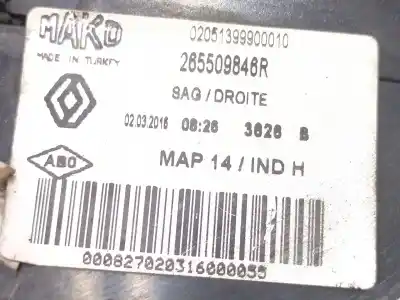 MAKO
MADE IN TURKEY
02051399900010
265509846R
SAG/DROITE
02.03.2016 08:26 3626 B
ABO
MAP 14 / IND H
000827020316000055